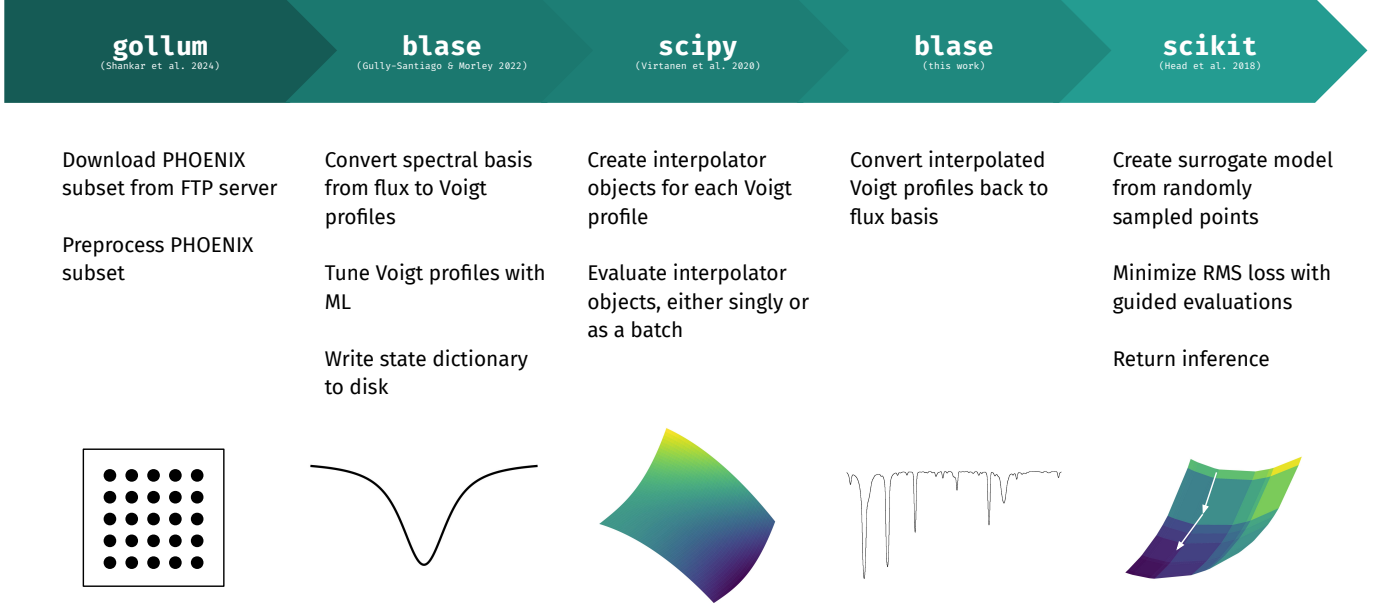 gollum
(Shankar et al. 2024)
blase
(Gully-Santiago & Morley 2022)
scipy
(Virtanen et al. 2020)
blase
(this work)
scikit
(Head et al. 2018)
Download PHOENIX
subset from FTP server
Preprocess PHOENIX
subset
Convert spectral basis
from flux to Voigt
profiles
Tune Voigt profiles with
ML
Write state dictionary
to disk
Create interpolator
objects for each Voigt
profile
Evaluate interpolator
objects, either singly or
as a batch
Convert interpolated
Voigt profiles back to
flux basis
Create surrogate model
from randomly
sampled points
Minimize RMS loss with
guided evaluations
Return inference